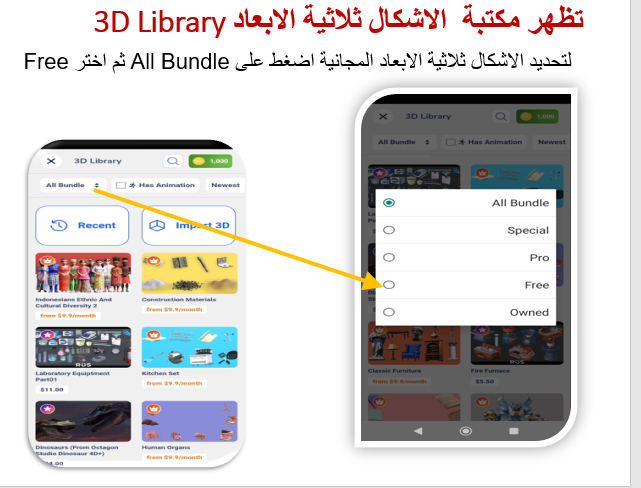 تظهر مكتبة الاشكال ثلاثية الابعاد 3D Library
لتحديد الاشكال ثلاثية الابعاد المجانية اضغط على All Bundle ثم اختر Free
3D Library
1,000
All Bundle
Has Animation
Newest
Recent
Import 3D
Indonesians Ethnic And
Cultural Diversity 2
from $9.9/month
Construction Materials
from $9.9/month
RGS
Laboratory Equiptment
Part01
$11.00
Kitchen Set
from $9.9/month
Dinosaurs (From Octagon
Studio Dinosaur 4D+)
Human Organs
from $9.9/month
3D Library
1,000
All Bundle
Has Animation
Newest
All Bundle
Special
Pro
Free
Owned
RGS
Classic Furniture
from $9.9/month
Fire Furnace
$5.50